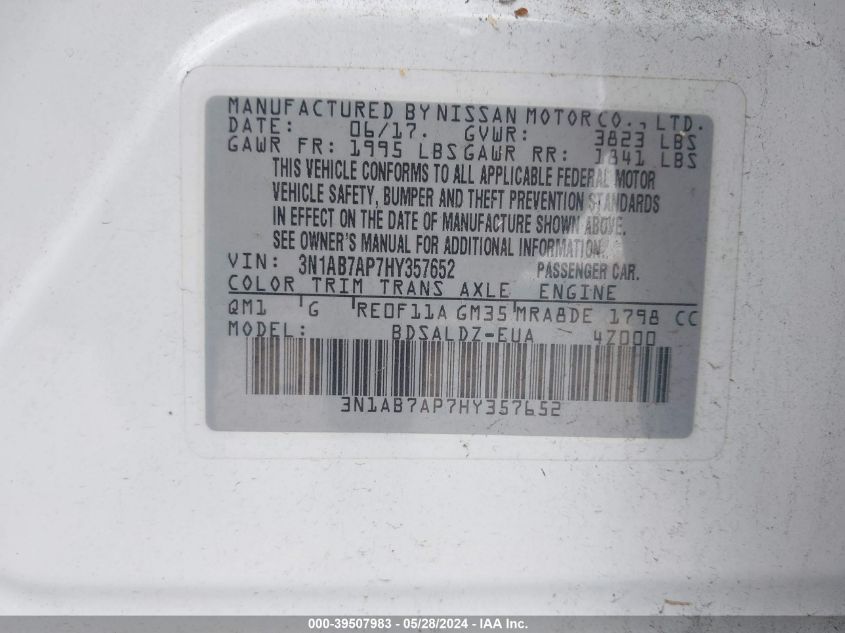 MANUFACTURED BY NISSAN MOTOR CO., LTD.
DATE: 06/17. GVWR: 3823 LBS
GAWR FR: 1995 LBS GAWR RR: 1841 LBS
THIS VEHICLE CONFORMS TO ALL APPLICABLE FEDERAL MOTOR
VEHICLE SAFETY, BUMPER AND THEFT PREVENTION STANDARDS
IN EFFECT ON THE DATE OF MANUFACTURE SHOWN ABOVE.
SEE OWNER'S MANUAL FOR ADDITIONAL INFORMATION.
VIN: 3N1AB7AP7HY357652 PASSENGER CAR.
COLOR TRIM TRANS AXLE ENGINE
QM1 G RE0F11A GM35 MRA8DE 1798 CC
MODEL: BDSALDZ-EUA 4Z000
3N1AB7AP7HY357652
000-39507983 - 05/28/2024 - IAA Inc.